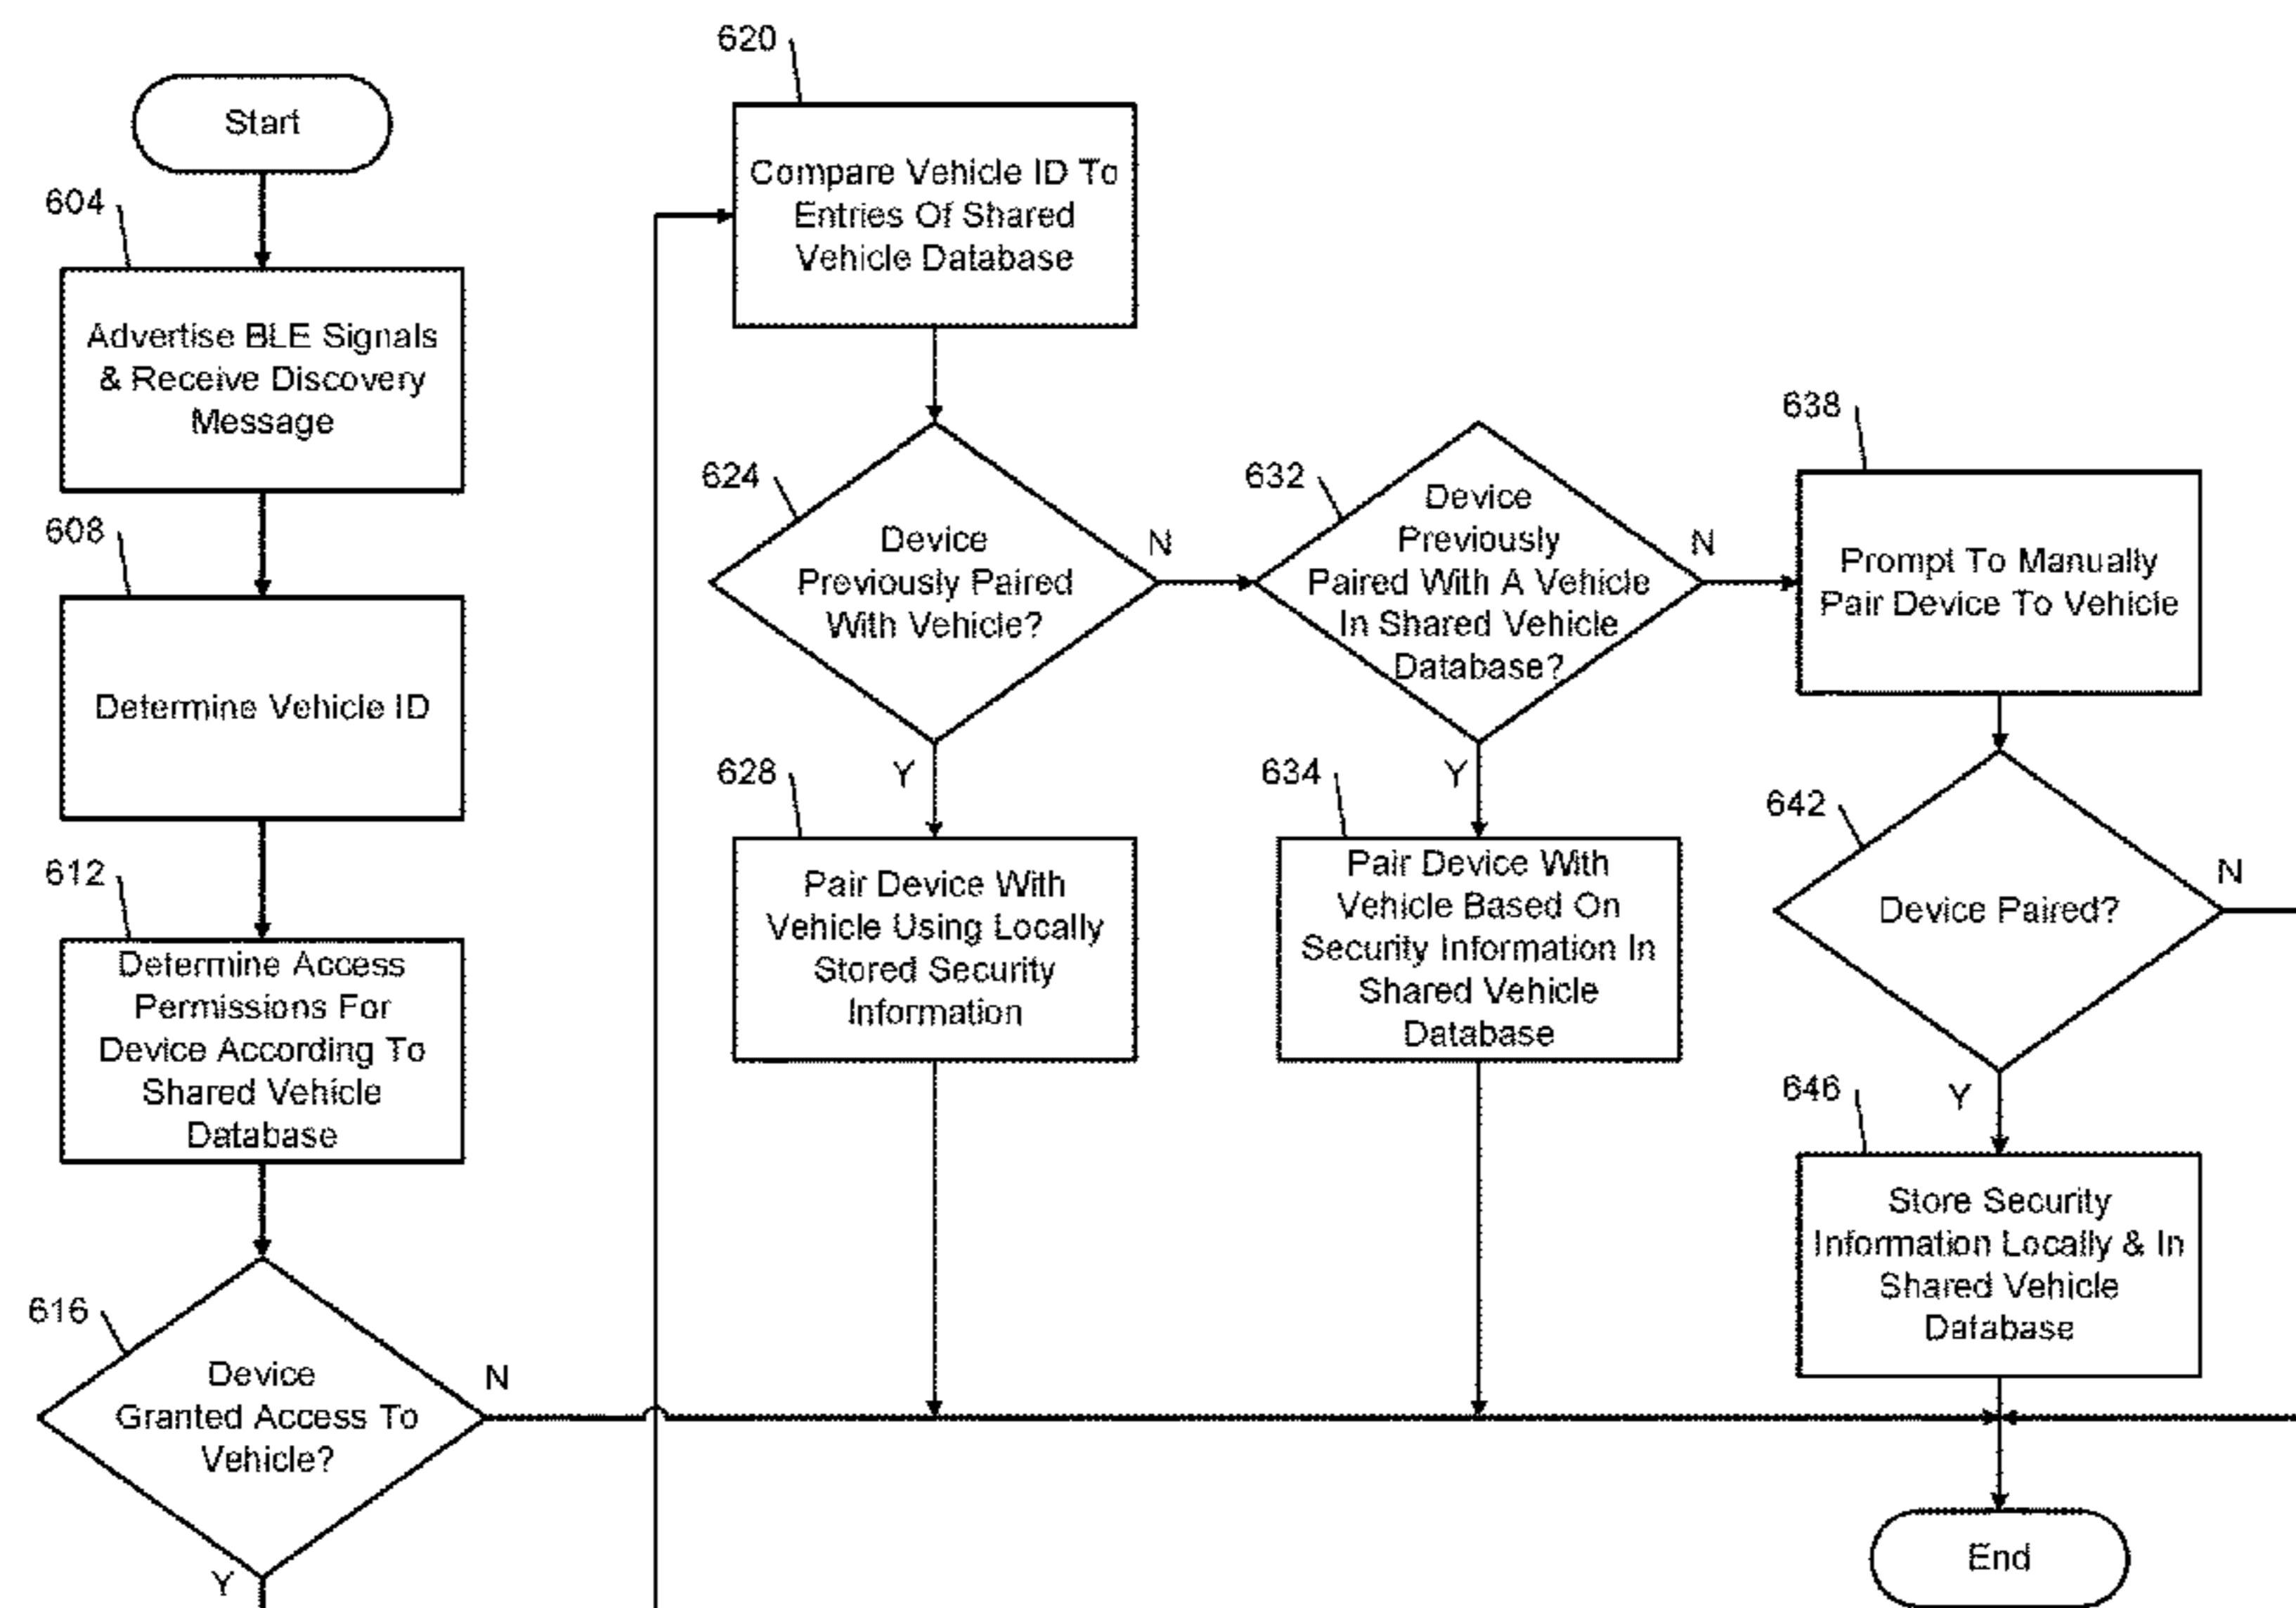 Start
604
Advertise BLE Signals
& Receive Discovery
Message
608
Determine Vehicle ID
612
Determine Access
Permissions For
Device According To
Shared Vehicle
Database
616
Device
Granted Access To
Vehicle?
N
Y
620
Compare Vehicle ID To
Entries Of Shared
Vehicle Database
624
Device
Previously Paired
With Vehicle?
N
Y
628
Pair Device With
Vehicle Using Locally
Stored Security
Information
632
Device
Previously
Paired With A Vehicle
In Shared Vehicle
Database?
N
Y
634
Pair Device With
Vehicle Based On
Security Information In
Shared Vehicle
Database
638
Prompt To Manually
Pair Device To Vehicle
642
Device Paired?
N
Y
646
Store Security
Information Locally & In
Shared Vehicle
Database
End